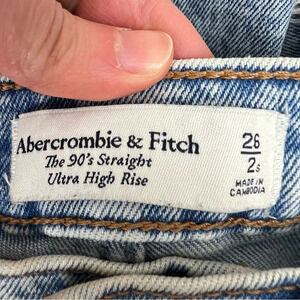 Abercrombie & Fitch
The 90's Straight
Ultra High Rise
26
2s
MADE IN
CAMBODIA